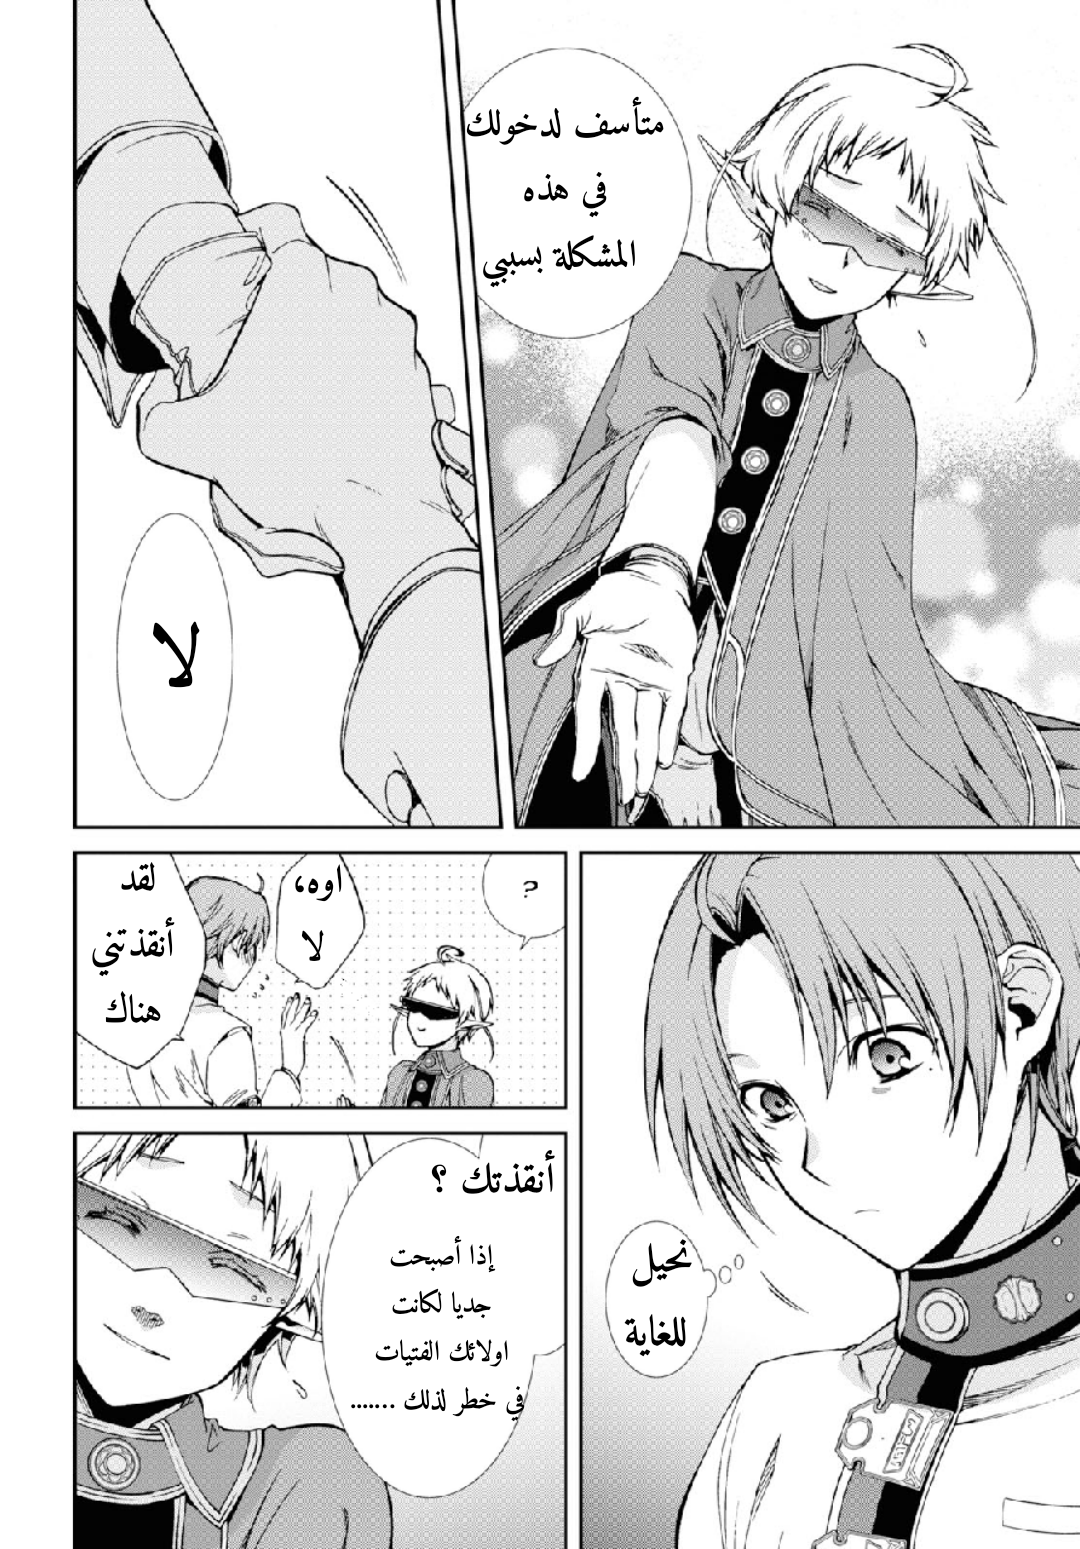 متأسف لدخولك
في هذه
المشكلة بسببي
لا
نحيل
للغاية
?
اوه،
لا
لقد
أنقذتني
هناك
أنقذتك ؟
إذا أصبحت
جديا لكانت
اولائك الفتيات
في خطر لذلك .......